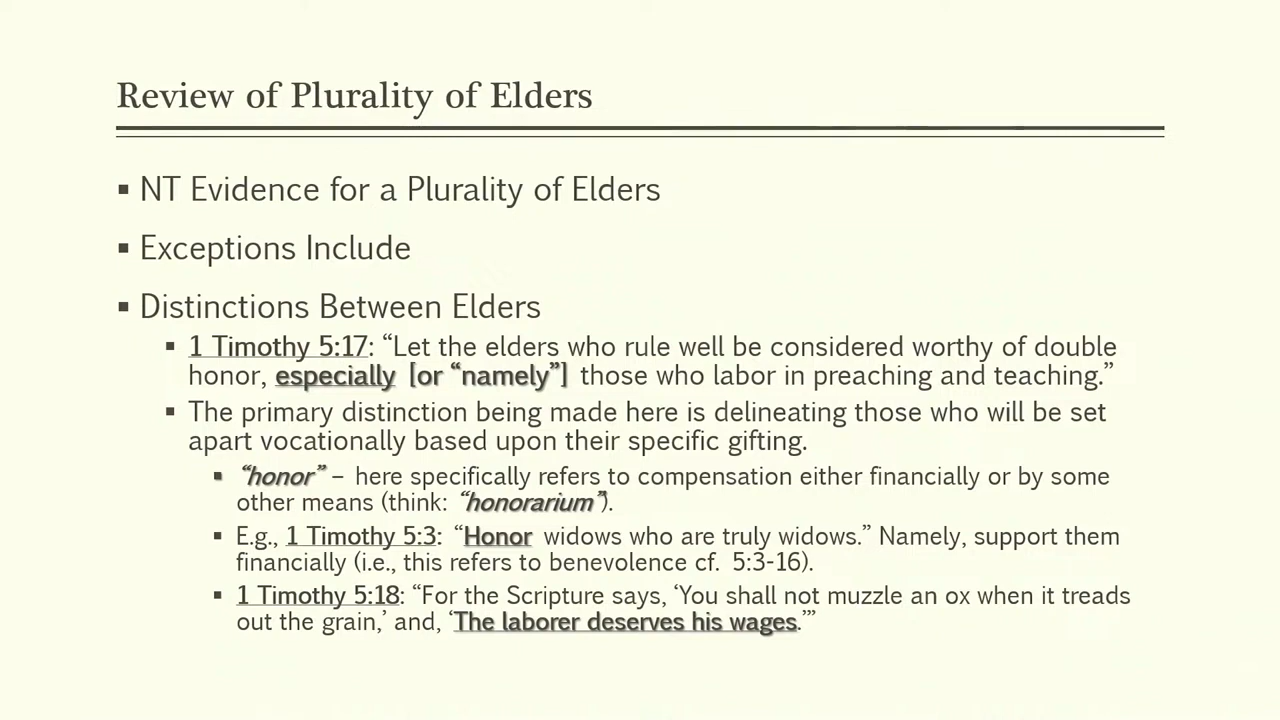 Review of Plurality of Elders
▪ NT Evidence for a Plurality of Elders
▪ Exceptions Include
▪ Distinctions Between Elders
▪ 1 Timothy 5:17: “Let the elders who rule well be considered worthy of double
honor, especially [or “namely”] those who labor in preaching and teaching.”
▪ The primary distinction being made here is delineating those who will be set
apart vocationally based upon their specific gifting.
▪ “honor” – here specifically refers to compensation either financially or by some
other means (think: “honorarium”).
▪ E.g., 1 Timothy 5:3: “Honor widows who are truly widows.” Namely, support them
financially (i.e., this refers to benevolence cf. 5:3-16).
▪ 1 Timothy 5:18: “For the Scripture says, ‘You shall not muzzle an ox when it treads
out the grain,’ and, ‘The laborer deserves his wages.’”